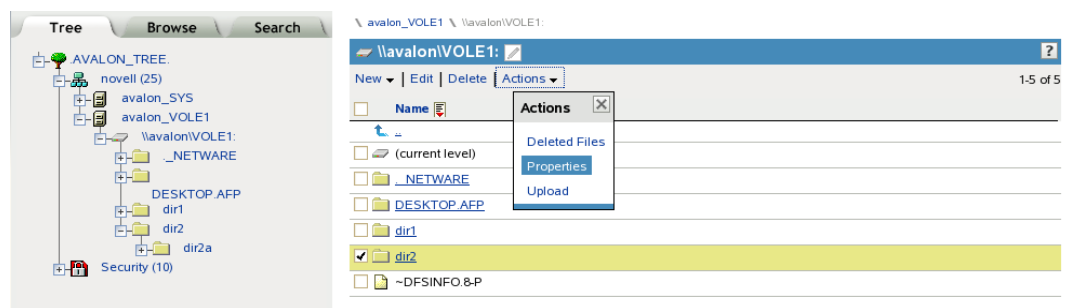 Tree Browse Search
.AVALON_TREE.
novell (25)
avalon_SYS
avalon_VOLE1
\\avalon\VOLE1:
._NETWARE
DESKTOP.AFP
dir1
dir2
dir2a
Security (10)
\ avalon_VOLE1 \ \\avalon\VOLE1:
\\avalon\VOLE1: ?
New | Edit | Delete | Actions 1-5 of 5
Name
..
(current level)
._NETWARE
DESKTOP.AFP
dir1
dir2
~DFSINFO.8-P
Actions
Deleted Files
Properties
Upload